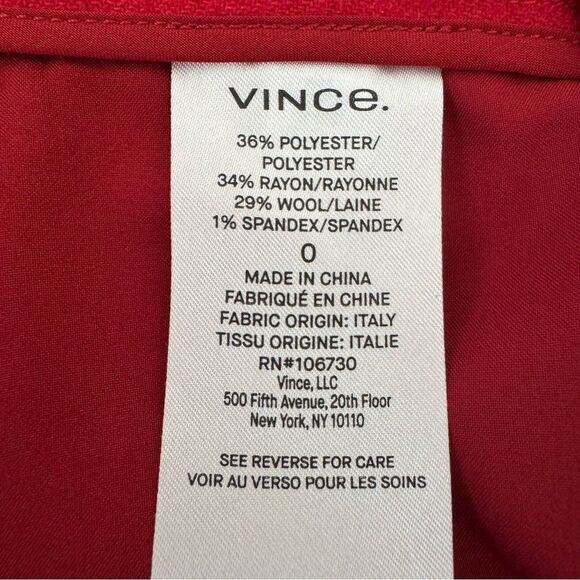 VINCe.
36% POLYESTER/
POLYESTER
34% RAYON/RAYONNE
29% WOOL/LAINE
1% SPANDEX/SPANDEX
0
MADE IN CHINA
FABRIQUÉ EN CHINE
FABRIC ORIGIN: ITALY
TISSU ORIGINE: ITALIE
RN#106730
Vince, LLC
500 Fifth Avenue, 20th Floor
New York, NY 10110
SEE REVERSE FOR CARE
VOIR AU VERSO POUR LES SOINS